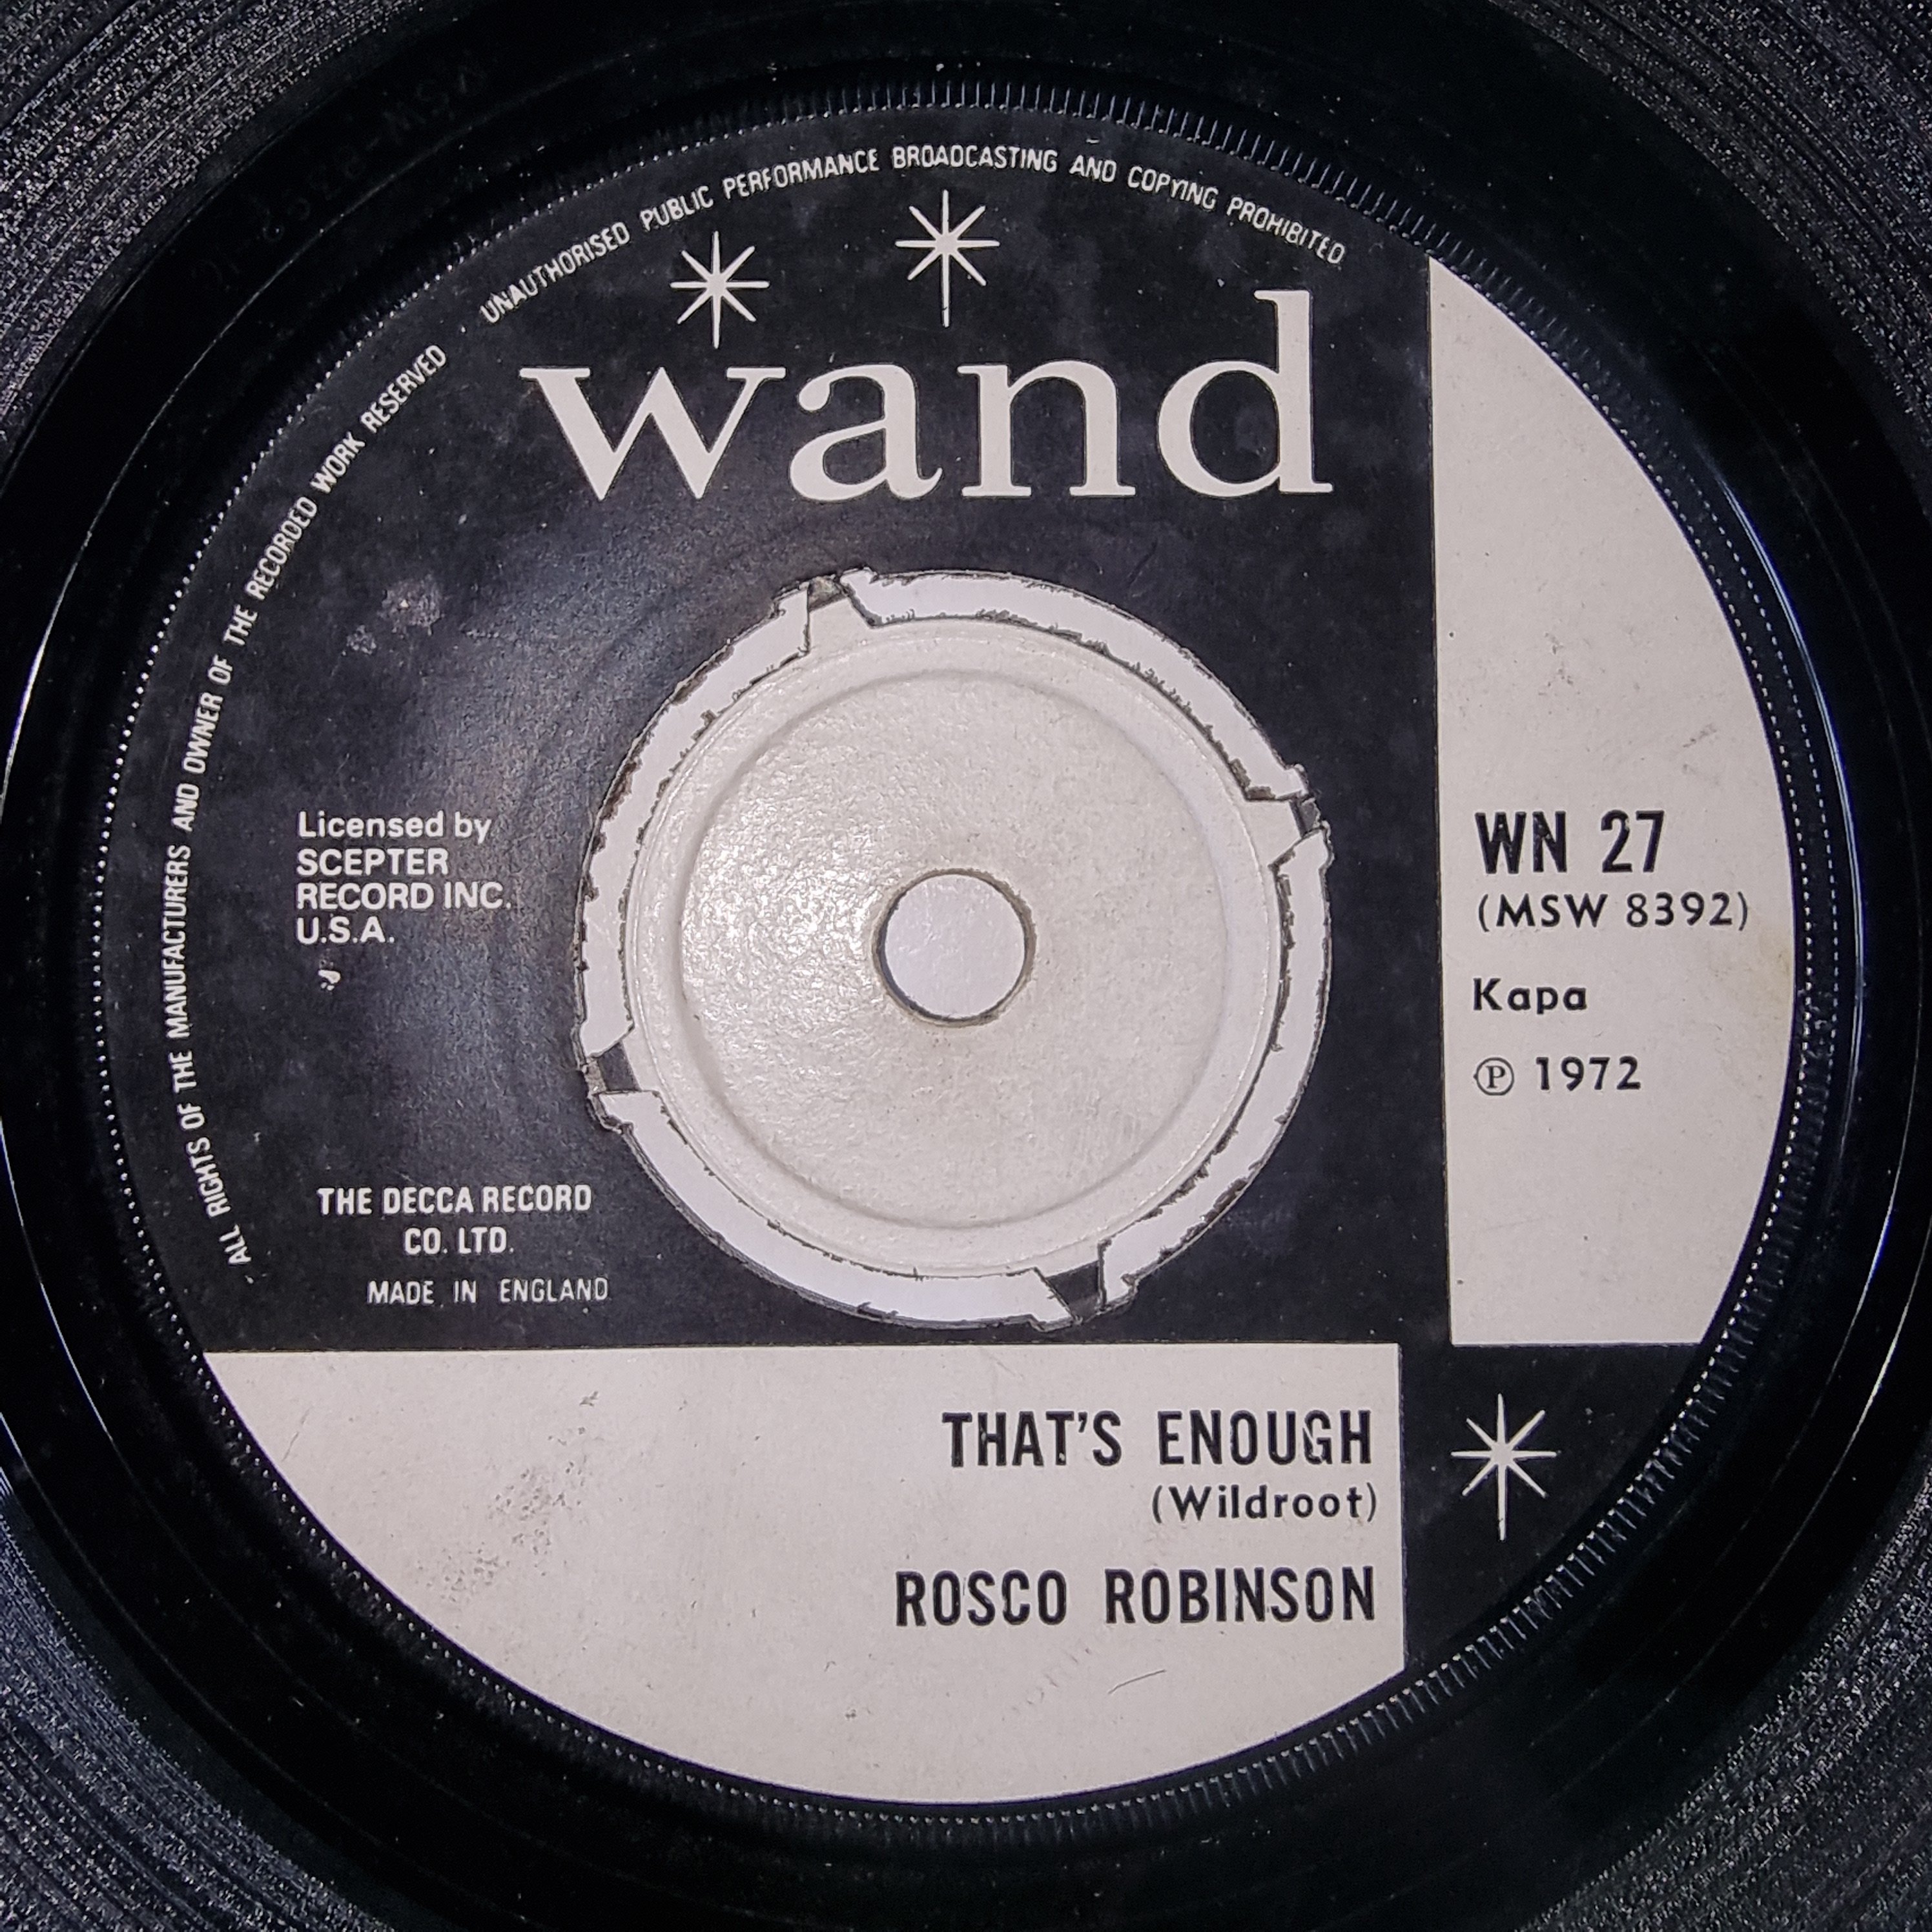 ALL RIGHTS OF THE MANUFACTURERS AND OWNER OF THE RECORDED WORK RESERVED
UNAUTHORISED PUBLIC PERFORMANCE BROADCASTING AND COPYING PROHIBITED
wand
Licensed by
SCEPTER
RECORD INC.
U.S.A.
WN 27
(MSW 8392)
Kapa
Ⓟ 1972
THE DECCA RECORD
CO. LTD.
MADE IN ENGLAND
THAT'S ENOUGH
(Wildroot)
ROSCO ROBINSON